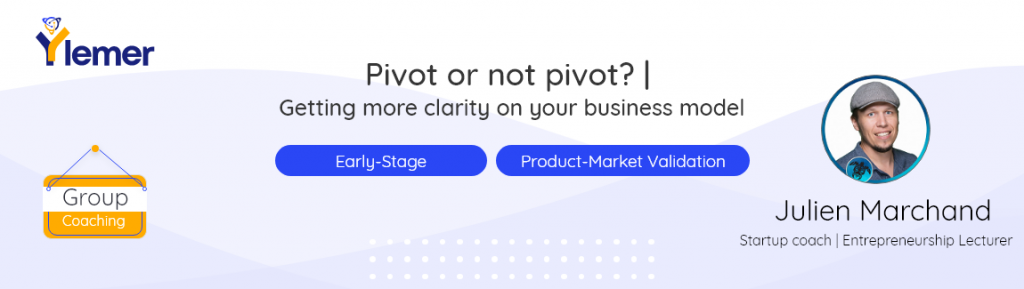 Ylemer
Pivot or not pivot? |
Getting more clarity on your business model
Early-Stage
Product-Market Validation
Group
Coaching
Julien Marchand
Startup coach | Entrepreneurship Lecturer